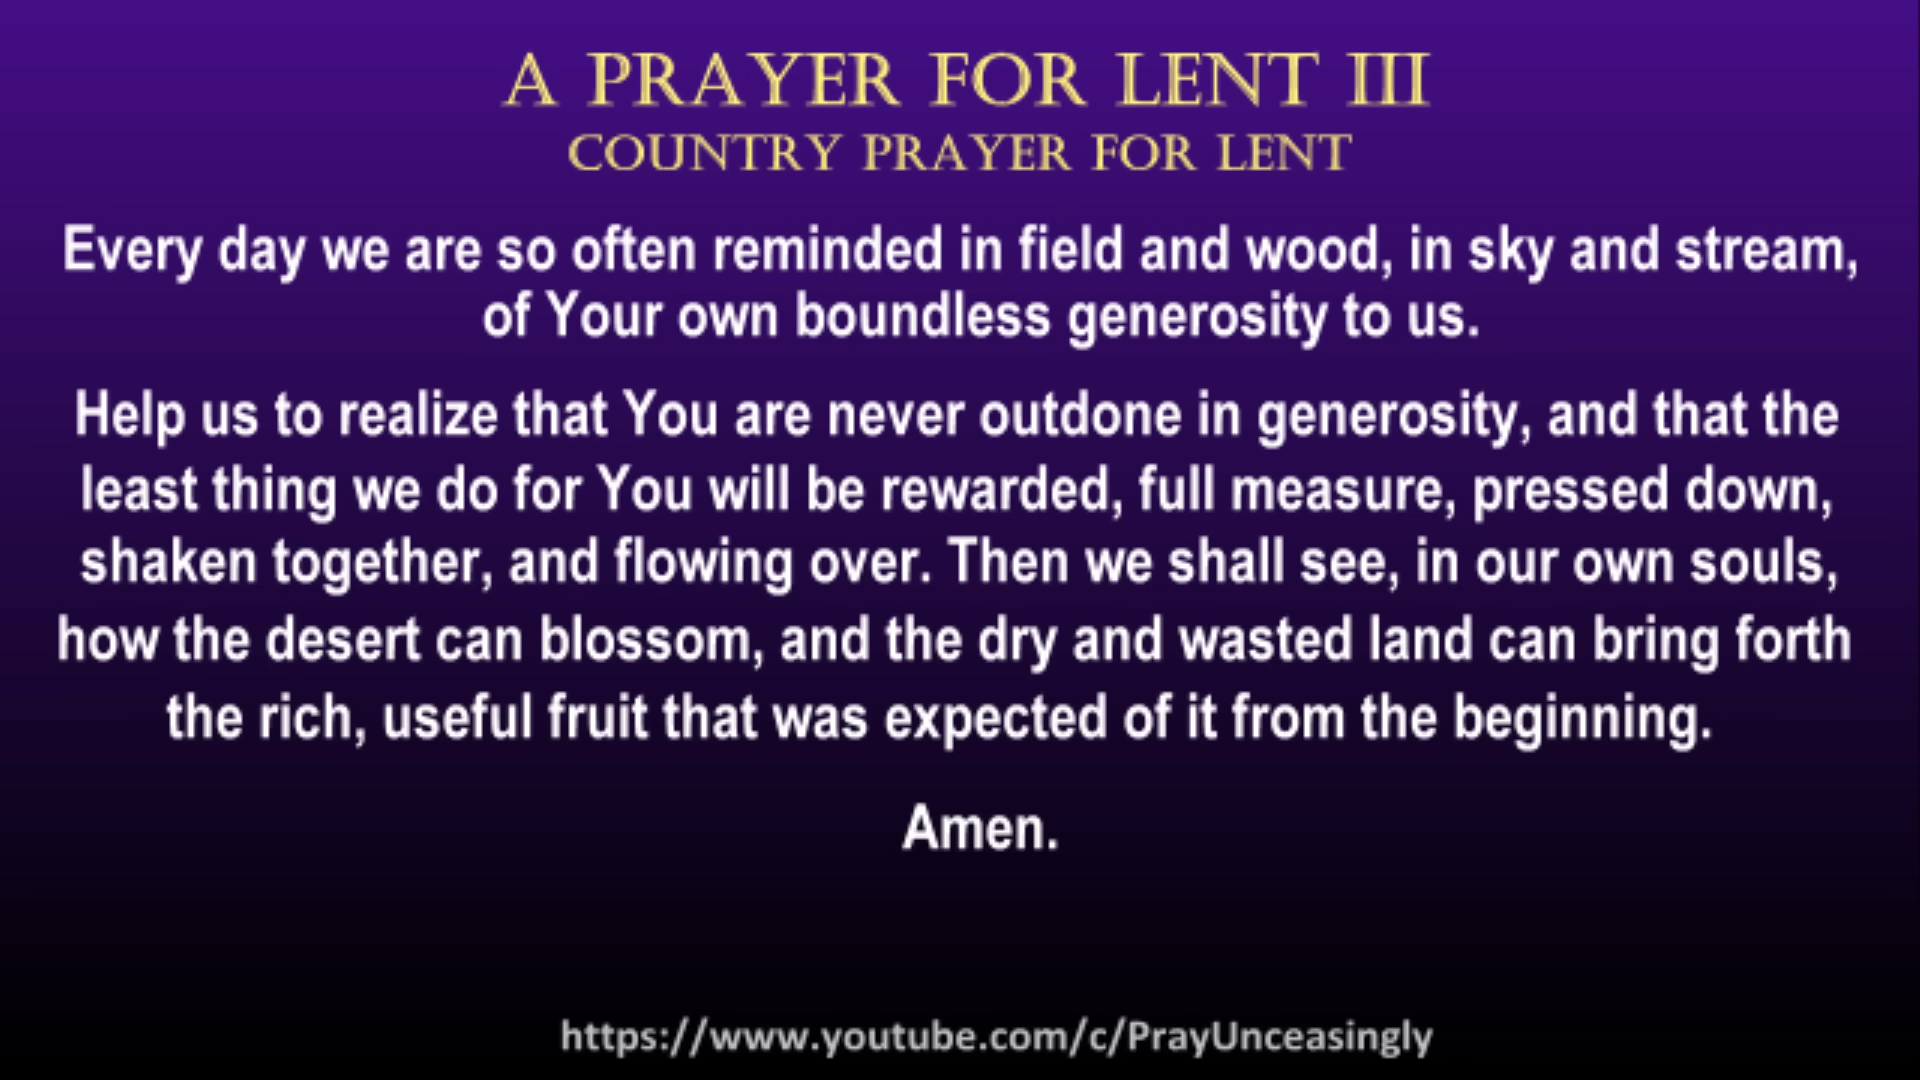 A PRAYER FOR LENT III
COUNTRY PRAYER FOR LENT
Every day we are so often reminded in field and wood, in sky and stream,
of Your own boundless generosity to us.
Help us to realize that You are never outdone in generosity, and that the
least thing we do for You will be rewarded, full measure, pressed down,
shaken together, and flowing over. Then we shall see, in our own souls,
how the desert can blossom, and the dry and wasted land can bring forth
the rich, useful fruit that was expected of it from the beginning.
Amen.
https://www.youtube.com/c/PrayUnceasingly